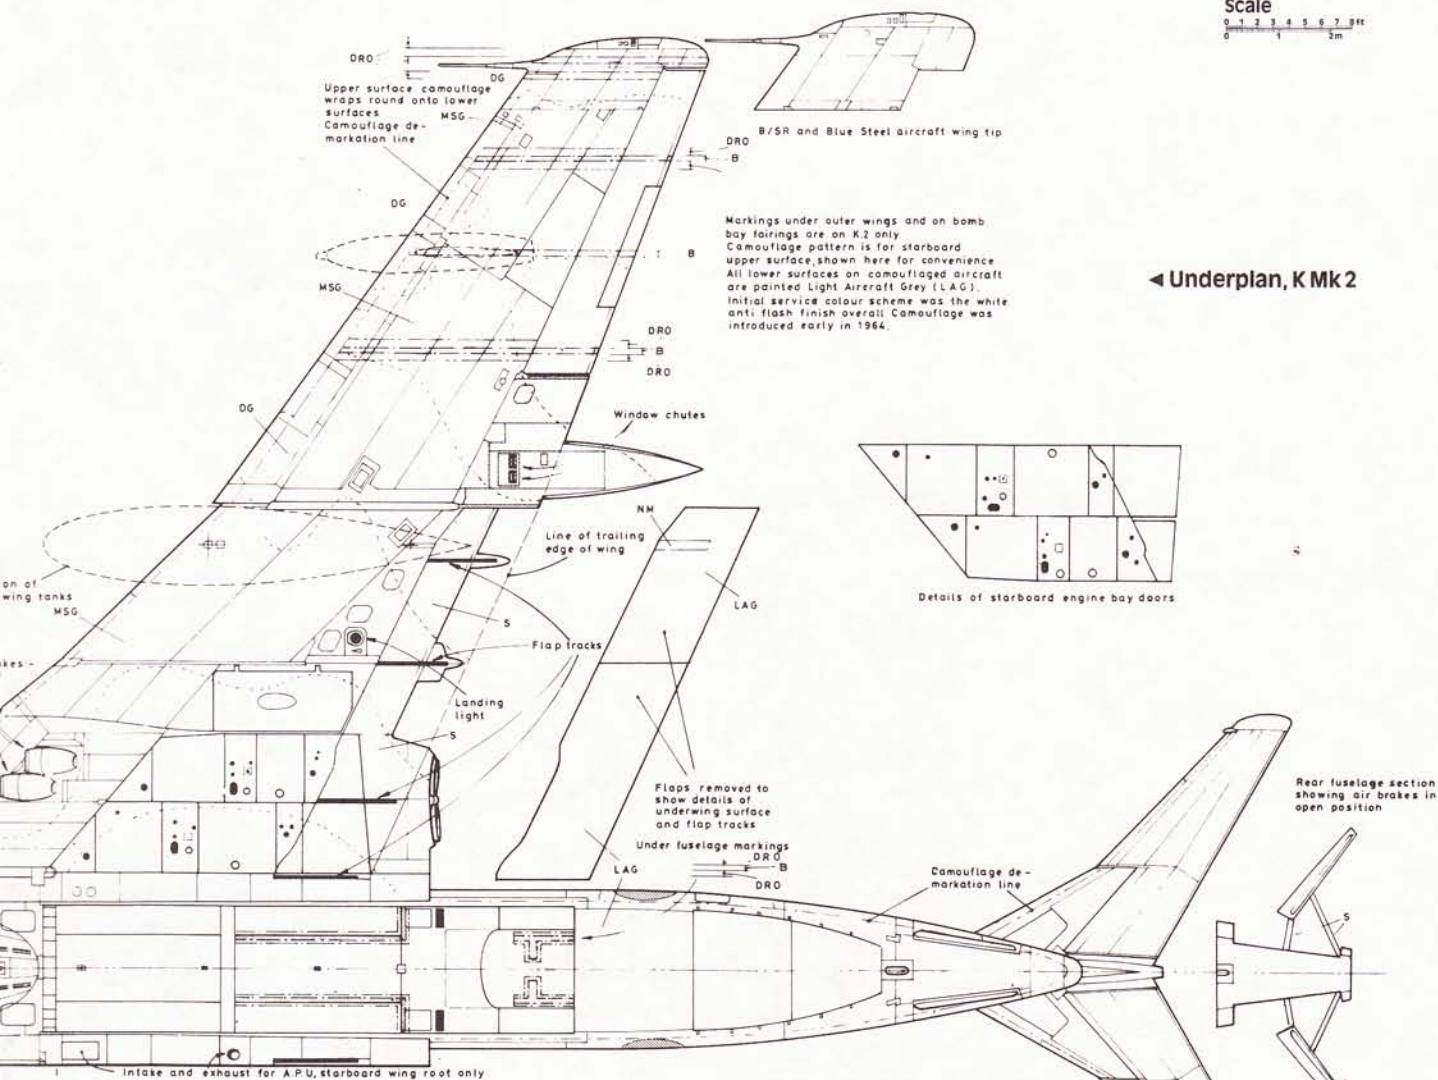 Scale
0 1 2 3 4 5 6 7 8ft
0 1 2m
DRO
DG
Upper surface camouflage
wraps round onto lower
surfaces
Camouflage de-
markation line
MSG
B/SR and Blue Steel aircraft wing tip
DRO
B
DG
Markings under outer wings and on bomb
bay fairings are on K.2 only
Camouflage pattern is for starboard
upper surface, shown here for convenience
All lower surfaces on camouflaged aircraft
are painted Light Aircraft Grey (LAG).
Initial service colour scheme was the white
anti flash finish overall Camouflage was
introduced early in 1964.
B
◄ Underplan, K Mk 2
MSG
DRO
B
DRO
DG
Window chutes
NM
Line of trailing
edge of wing
on of
wing tanks
MSG
LAG
Details of starboard engine bay doors
S
Flap tracks
akes-
Landing
light
S
Flaps removed to
show details of
underwing surface
and flap tracks
Rear fuselage section
showing air brakes in
open position
Under fuselage markings
DRO
B
DRO
LAG
Camouflage de-
markation line
S
Intake and exhaust for A.P.U, starboard wing root only